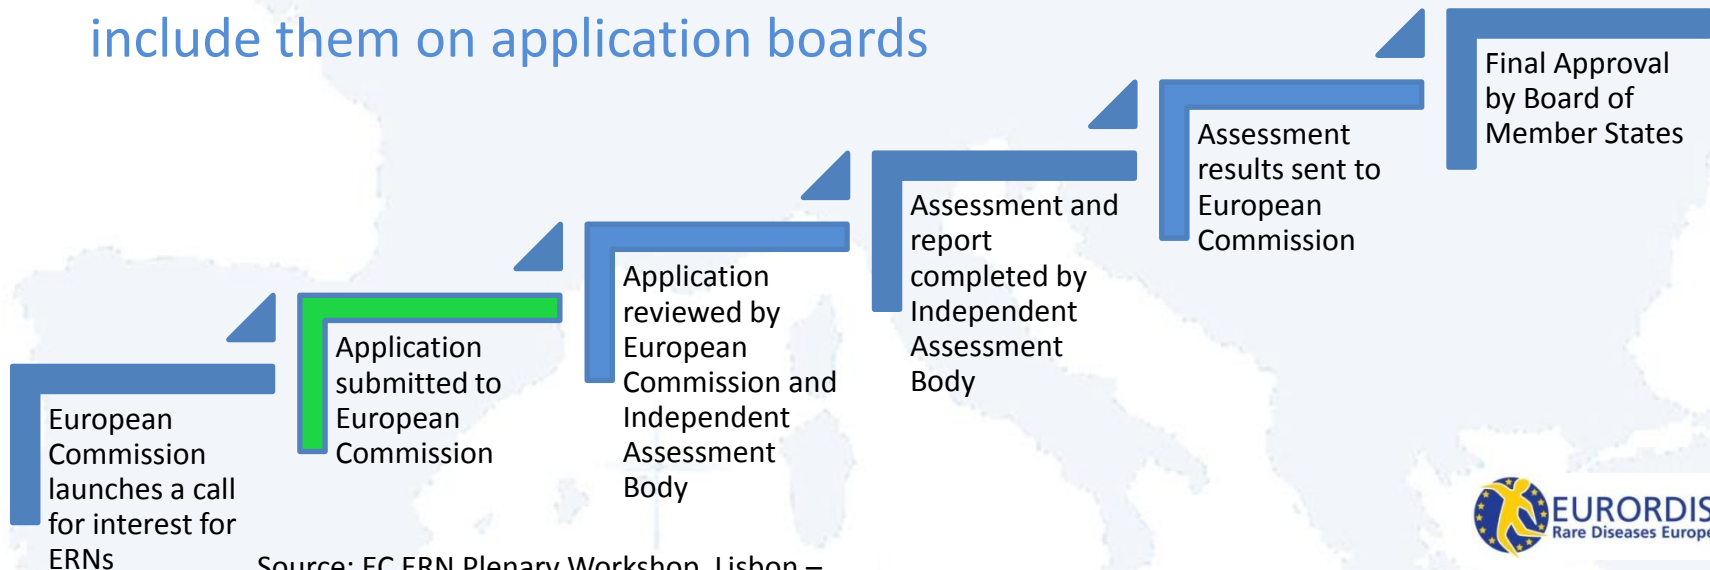 include them on application boards
European
Commission
launches a call
for interest for
ERNs
Application
submitted to
European
Commission
Application
reviewed by
European
Commission and
Independent
Assessment
Body
Assessment and
report
completed by
Independent
Assessment
Body
Assessment
results sent to
European
Commission
Final Approval
by Board of
Member States
Source: EC ERN Plenary Workshop, Lisbon –
EURORDIS
Rare Diseases Europe